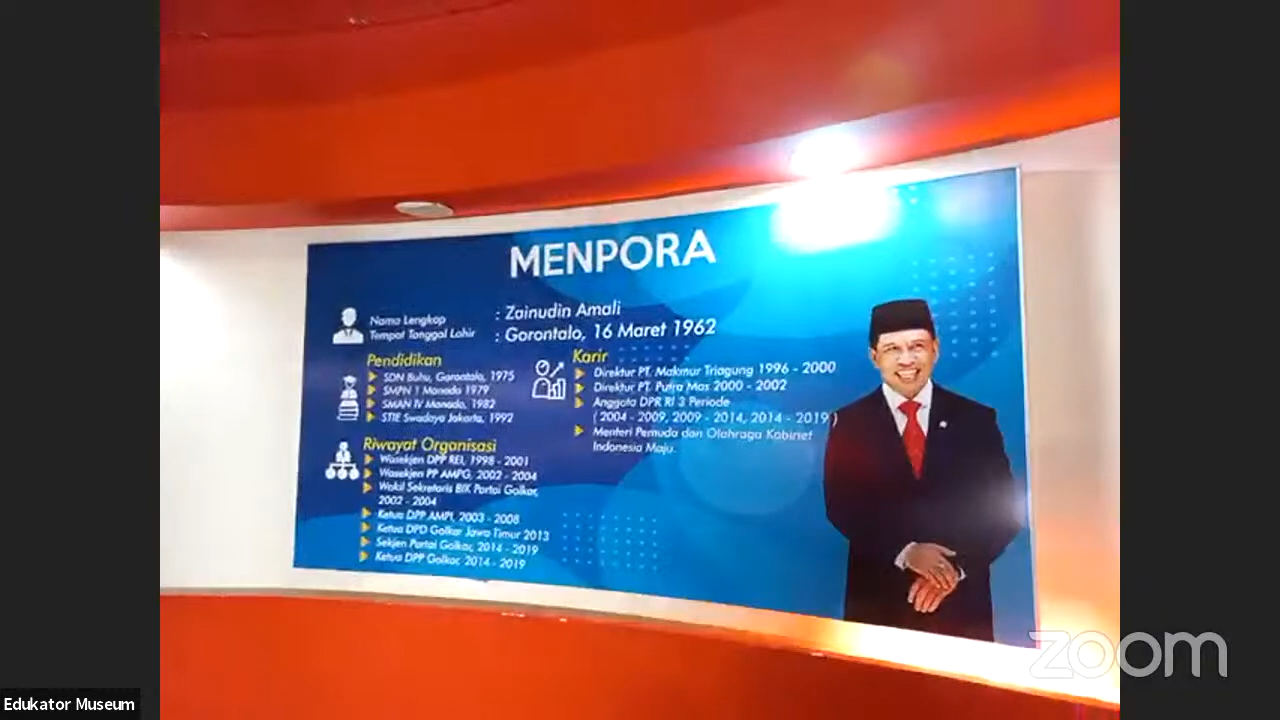 MENPORA
Nama Lengkap : Zainudin Amali
Tempat Tanggal Lahir : Gorontalo, 16 Maret 1962
Pendidikan
SDN Buhu, Gorontalo, 1975
SMPN 1 Manado 1979
SMAN IV Manado, 1982
STIE Swadaya Jakarta, 1992
Riwayat Organisasi
Wasekjen DPP REI, 1998 - 2001
Wasekjen PP AMPG, 2002 - 2004
Wakil Sekretaris BIK Partai Golkar,
2002 - 2004
Ketua DPP AMPI, 2003 - 2008
Ketua DPD Golkar Jawa Timur 2013
Sekjen Partai Golkar, 2014 - 2019
Ketua DPP Golkar, 2014 - 2019
Karir
Direktur PT. Makmur Triagung 1996 - 2000
Direktur PT. Putra Mas 2000 - 2002
Anggota DPR RI 3 Periode
( 2004 - 2009, 2009 - 2014, 2014 - 2019 )
Menteri Pemuda dan Olahraga Kabinet
Indonesia Maju.
zoom
Edukator Museum